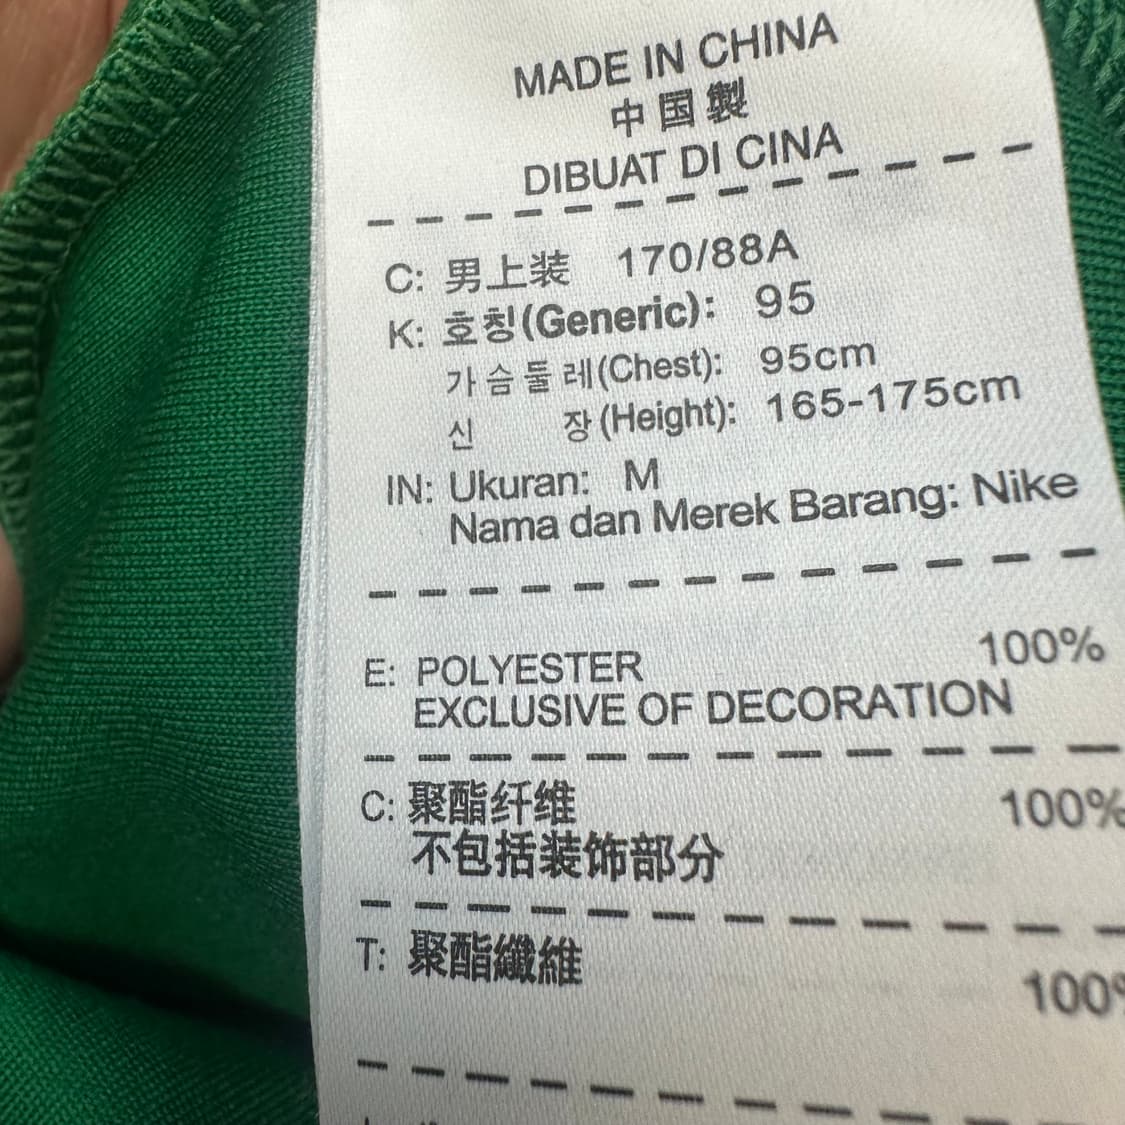 MADE IN CHINA
中国製
DIBUAT DI CINA
C: 男上装 170/88A
K: 호칭(Generic): 95
가슴둘레(Chest): 95cm
신 장(Height): 165-175cm
IN: Ukuran: M
Nama dan Merek Barang: Nike
E: POLYESTER 100%
EXCLUSIVE OF DECORATION
C: 聚酯纤维 100%
不包括装饰部分
T: 聚酯纖維 100%